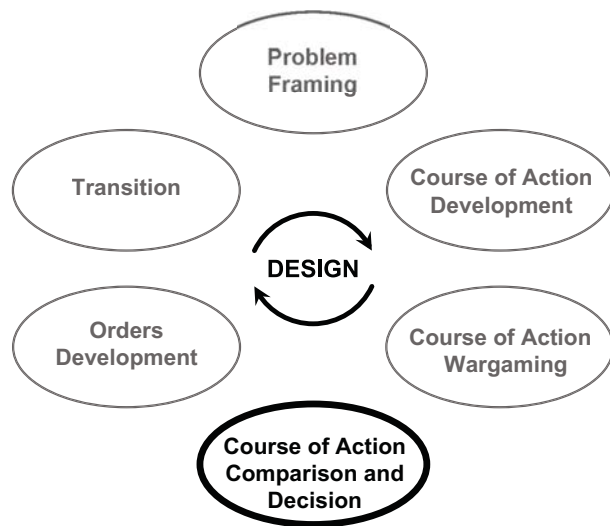 Problem
Framing
Transition
Course of Action
Development
DESIGN
Orders
Development
Course of Action
Wargaming
Course of Action
Comparison and
Decision